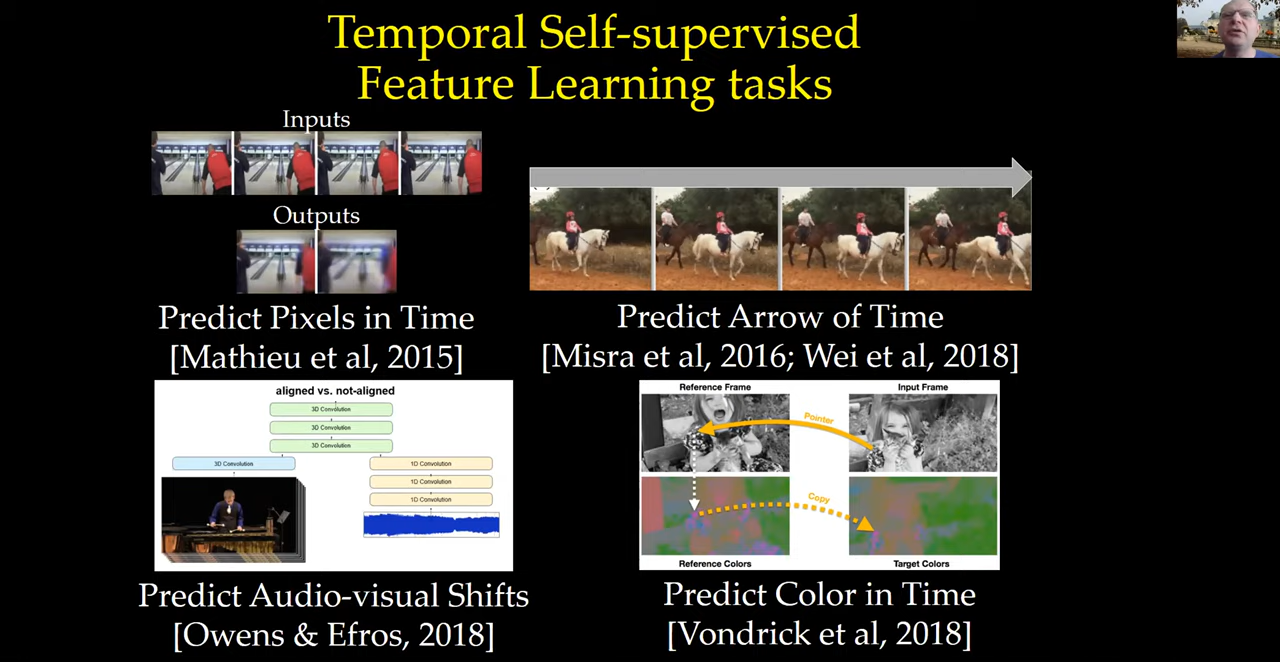 Temporal Self-supervised
Feature Learning tasks
Inputs
Outputs
Predict Pixels in Time
[Mathieu et al, 2015]
Predict Arrow of Time
[Misra et al, 2016; Wei et al, 2018]
aligned vs. not-aligned
3D Convolution
3D Convolution
3D Convolution
3D Convolution
1D Convolution
1D Convolution
1D Convolution
Predict Audio-visual Shifts
[Owens & Efros, 2018]
Reference Frame
Input Frame
Pointer
Copy
Reference Colors
Target Colors
Predict Color in Time
[Vondrick et al, 2018]